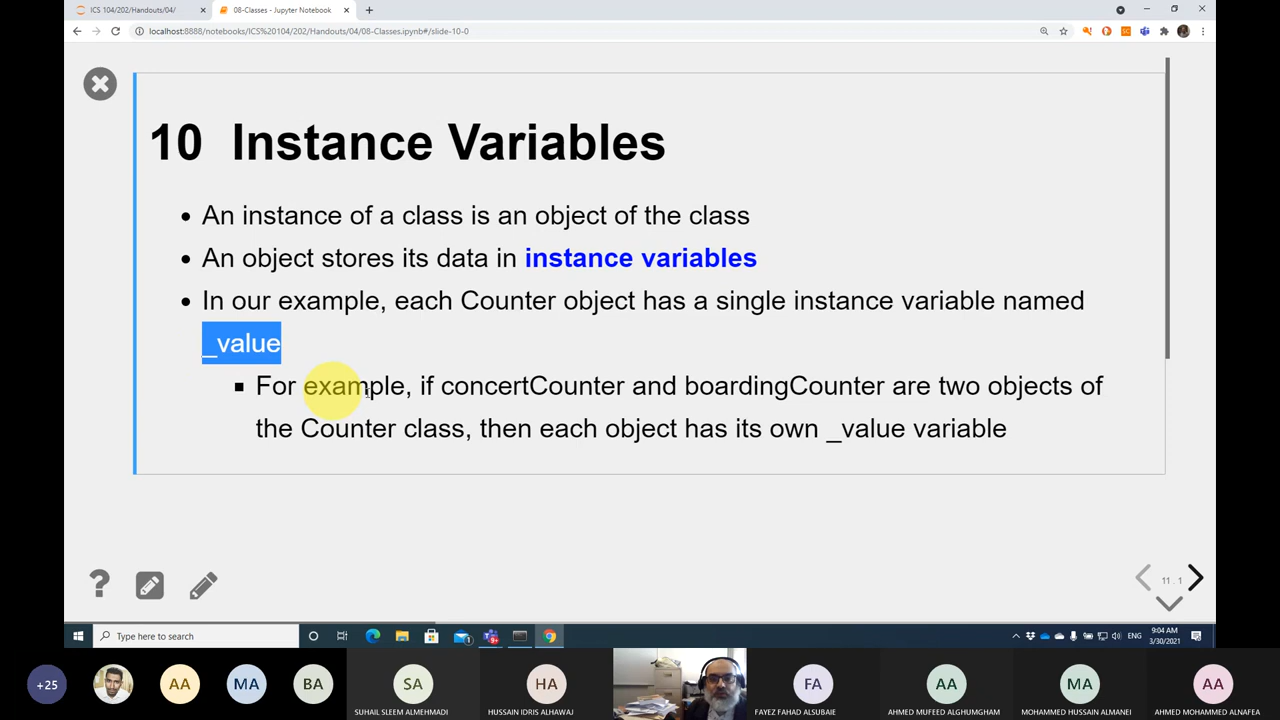 ICS 104/202/Handouts/04/
08-Classes - Jupyter Notebook
localhost:8888/notebooks/ICS%20104/202/Handouts/04/08-Classes.ipynb#/slide-10-0
10 Instance Variables
• An instance of a class is an object of the class
• An object stores its data in instance variables
• In our example, each Counter object has a single instance variable named
_value
▪ For example, if concertCounter and boardingCounter are two objects of
the Counter class, then each object has its own _value variable
?
11.1
Type here to search
ENG
9:04 AM
3/30/2021
+25
AA
MA
BA
SA
HA
FA
AA
MA
AA
SUHAIL SLEEM ALMEHMADI
HUSSAIN IDRIS ALHAWAJ
FAYEZ FAHAD ALSUBAIE
AHMED MUFEED ALGHUMGHAM
MOHAMMED HUSSAIN ALMANEI
AHMED MOHAMMED ALNAFEA